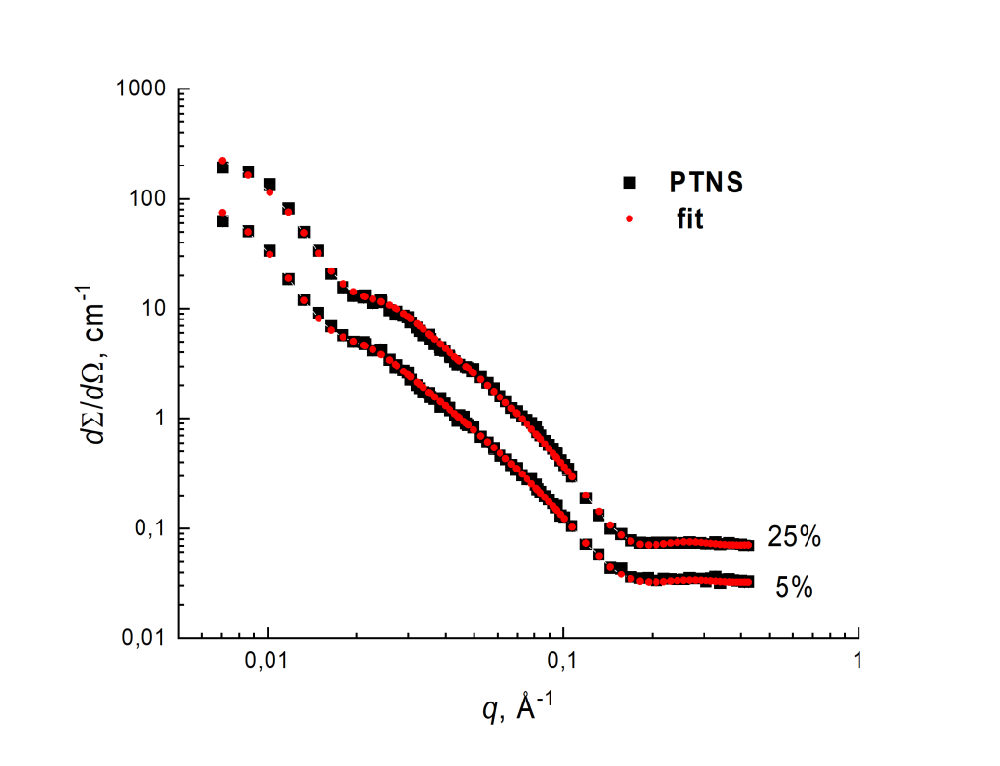 1000
100
10
1
0,1
0,01
0,01
0,1
1
dΣ/dΩ, cm⁻¹
q, Å⁻¹
PTNS
fit
25%
5%